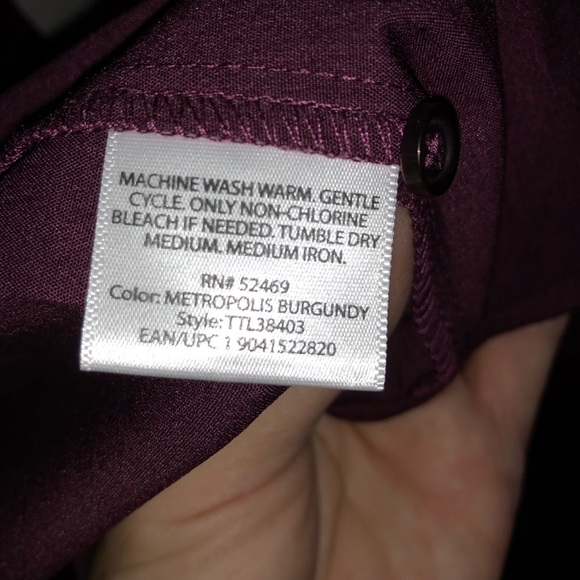 MACHINE WASH WARM. GENTLE
CYCLE. ONLY NON-CHLORINE
BLEACH IF NEEDED. TUMBLE DRY
MEDIUM. MEDIUM IRON.
RN# 52469
Color: METROPOLIS BURGUNDY
Style:TTL38403
EAN/UPC 1 9041522820